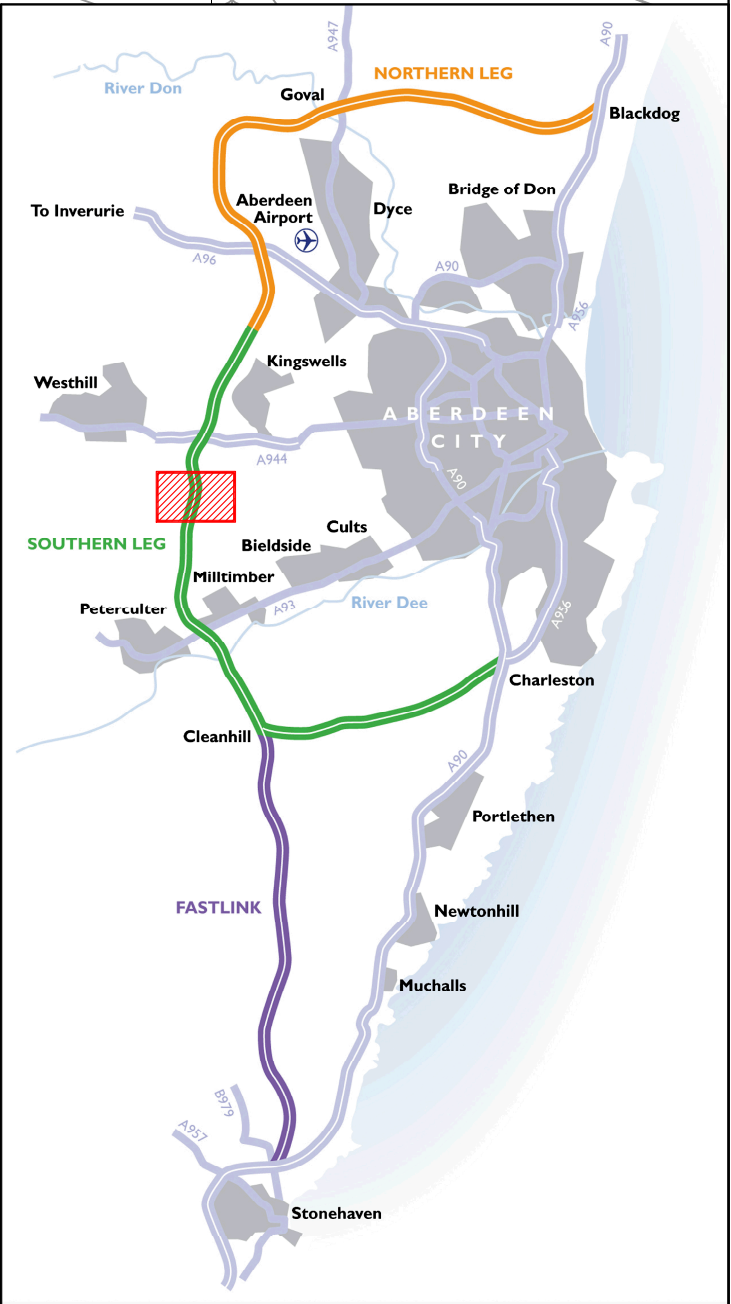 A947
A90
NORTHERN LEG
River Don
Goval
Blackdog
Bridge of Don
Aberdeen
Airport
Dyce
To Inverurie
A96
A90
A956
Kingswells
Westhill
ABERDEEN
CITY
A944
A90
Cults
SOUTHERN LEG
Bieldside
Milltimber
Peterculter
A93
River Dee
A956
Charleston
Cleanhill
A90
Portlethen
FASTLINK
Newtonhill
Muchalls
B979
A957
Stonehaven